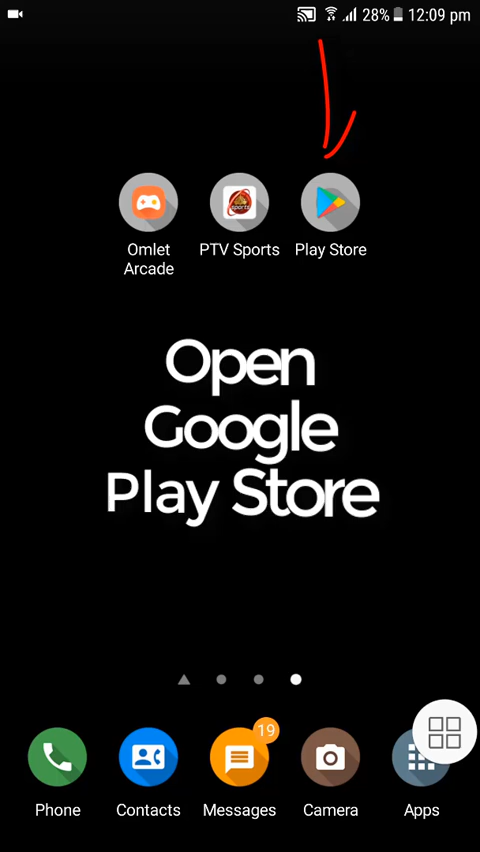 28% 12:09 pm
Omlet Arcade
PTV Sports
Play Store
Open
Google
Play Store
19
Phone
Contacts
Messages
Camera
Apps